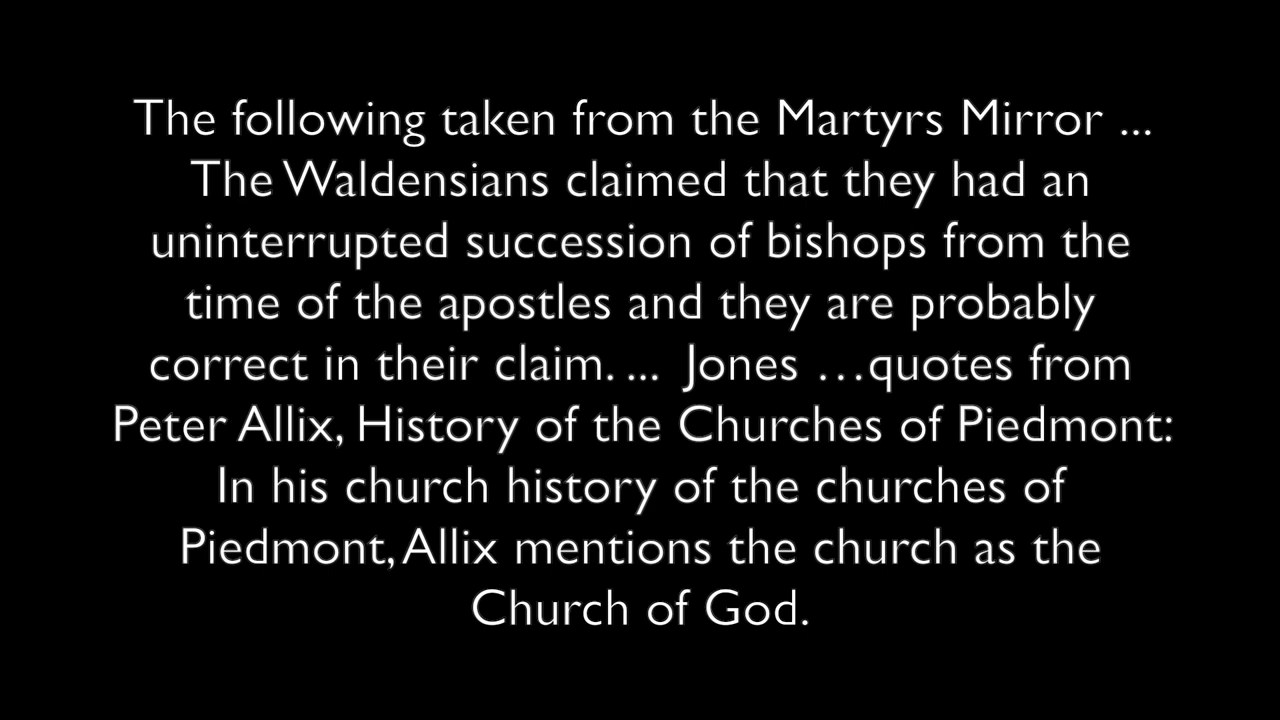 The following taken from the Martyrs Mirror ...
The Waldensians claimed that they had an
uninterrupted succession of bishops from the
time of the apostles and they are probably
correct in their claim. ... Jones …quotes from
Peter Allix, History of the Churches of Piedmont:
In his church history of the churches of
Piedmont, Allix mentions the church as the
Church of God.